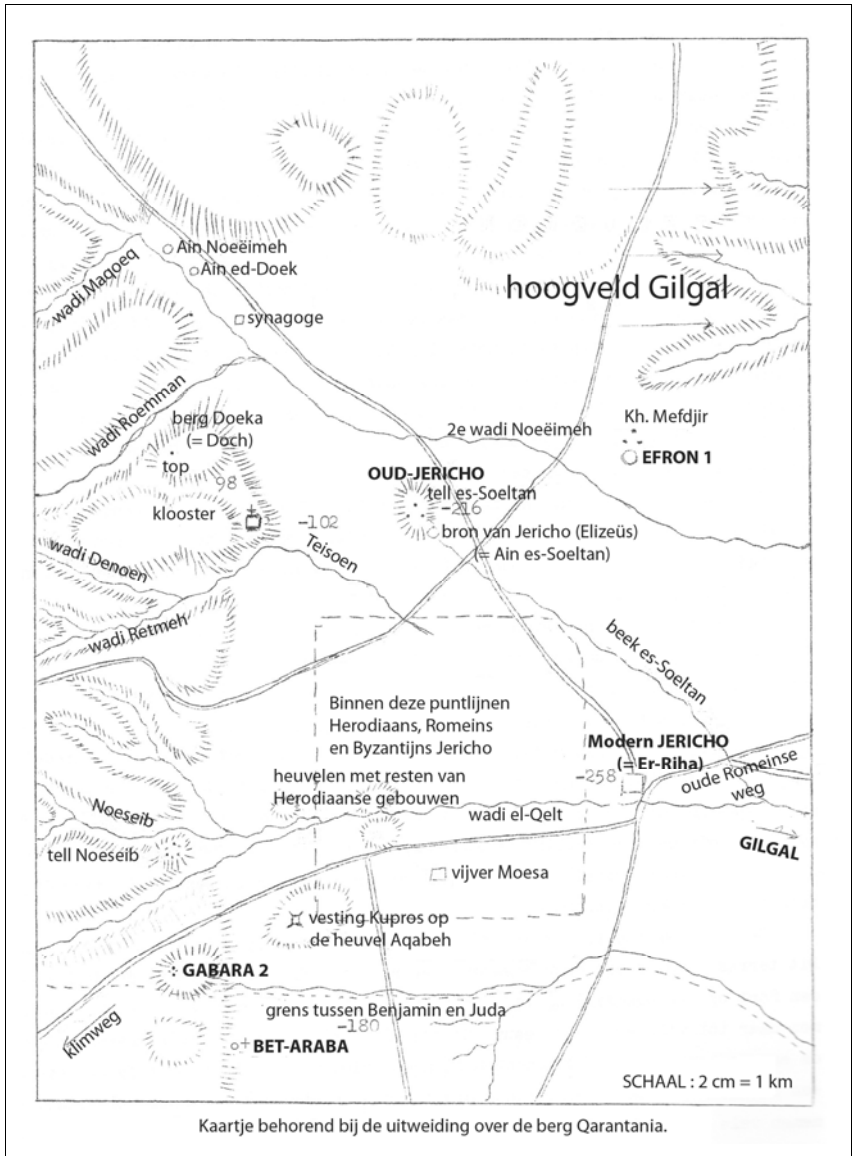 Ain Noeëimeh
Ain ed-Doek
wadi Maqoeq
hoogveld Gilgal
synagoge
wadi Roemman
berg Doeka
(= Doch)
top
98
2e wadi Noeëimeh
Kh. Mefdjir
EFRON 1
OUD-JERICHO
tell es-Soeltan
-216
klooster
-102
bron van Jericho (Elizeüs)
(= Ain es-Soeltan)
Teisoen
wadi Denoen
wadi Retmeh
beek es-Soeltan
Binnen deze puntlijnen
Herodiaans, Romeins
en Byzantijns Jericho
Modern JERICHO
(= Er-Riha)
-258
heuvelen met resten van
Herodiaanse gebouwen
oude Romeinse
weg
wadi el-Qelt
Noeseib
tell Noeseib
GILGAL
vijver Moesa
vesting Kupros op
de heuvel Aqabeh
GABARA 2
grens tussen Benjamin en Juda
-180
klimweg
BET-ARABA
SCHAAL : 2 cm = 1 km
Kaartje behorend bij de uitweiding over de berg Qarantania.